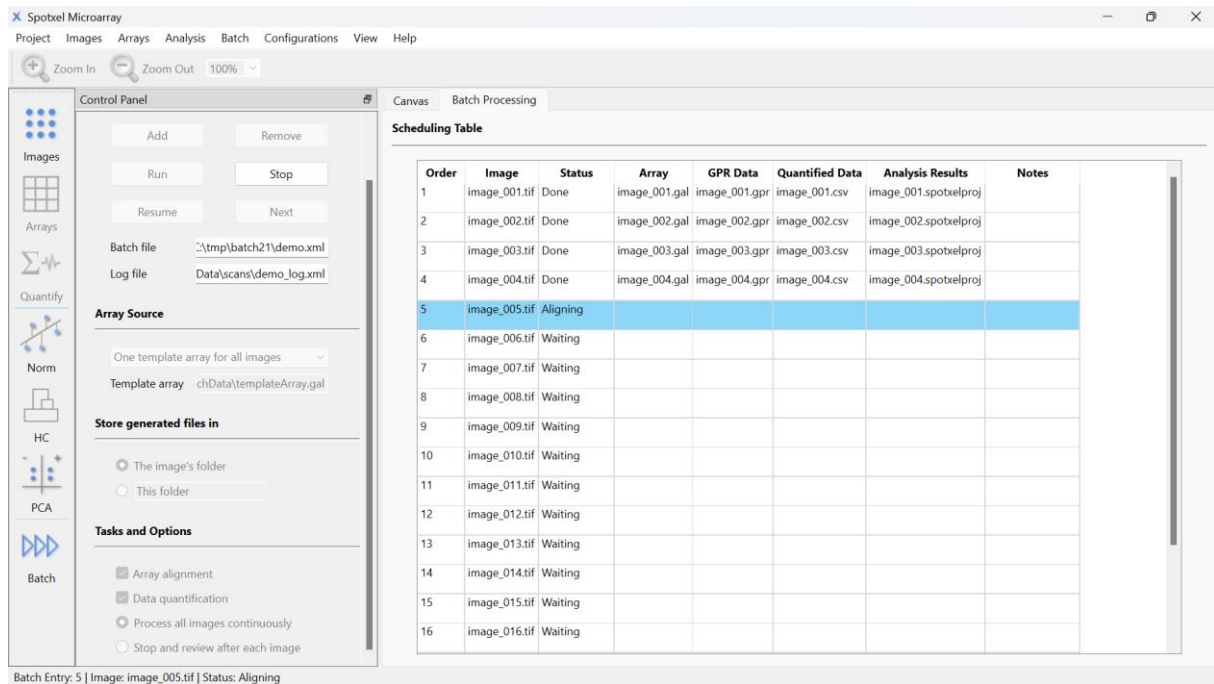 Spotxel Microarray
Project Images Arrays Analysis Batch Configurations View Help
Zoom In Zoom Out 100%
Images
Arrays
Quantify
Norm
HC
PCA
Batch
Control Panel
Add Remove
Run Stop
Resume Next
Batch file :\tmp\batch21\demo.xml
Log file Data\scans\demo_log.xml
Array Source
One template array for all images
Template array chData\templateArray.gal
Store generated files in
The image's folder
This folder
Tasks and Options
Array alignment
Data quantification
Process all images continuously
Stop and review after each image
Canvas Batch Processing
Scheduling Table
Order Image Status Array GPR Data Quantified Data Analysis Results Notes
1 image_001.tif Done image_001.gal image_001.gpr image_001.csv image_001.spotxelproj
2 image_002.tif Done image_002.gal image_002.gpr image_002.csv image_002.spotxelproj
3 image_003.tif Done image_003.gal image_003.gpr image_003.csv image_003.spotxelproj
4 image_004.tif Done image_004.gal image_004.gpr image_004.csv image_004.spotxelproj
5 image_005.tif Aligning
6 image_006.tif Waiting
7 image_007.tif Waiting
8 image_008.tif Waiting
9 image_009.tif Waiting
10 image_010.tif Waiting
11 image_011.tif Waiting
12 image_012.tif Waiting
13 image_013.tif Waiting
14 image_014.tif Waiting
15 image_015.tif Waiting
16 image_016.tif Waiting
Batch Entry: 5 | Image: image_005.tif | Status: Aligning